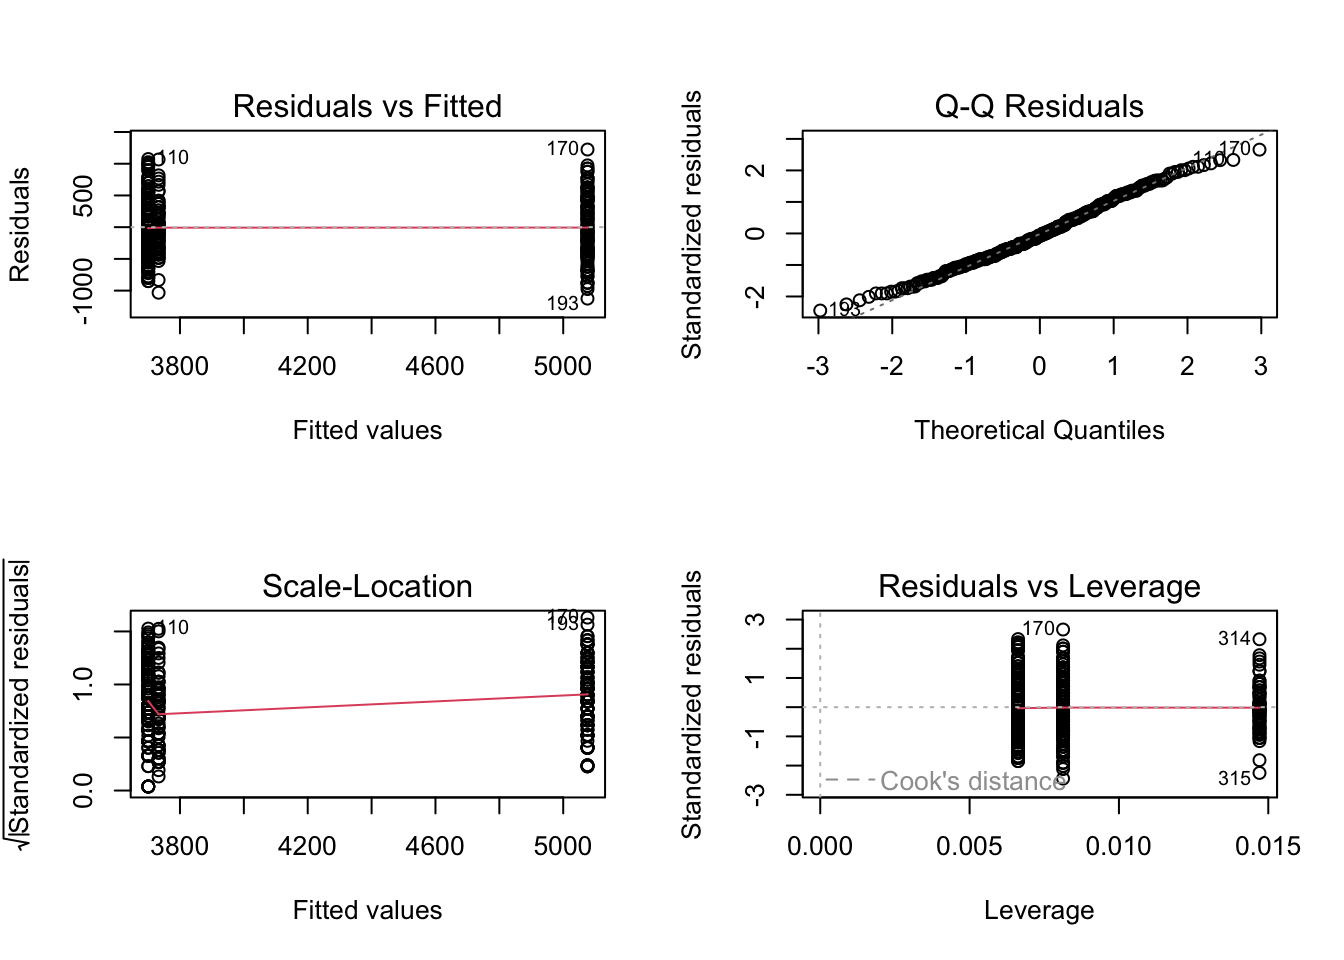 Residuals vs Fitted
Residuals
500
-1000
110
170
193
3800 4200 4600 5000
Fitted values
Q-Q Residuals
Standardized residuals
2
0
-2
110
170
193
-3 -2 -1 0 1 2 3
Theoretical Quantiles
Scale-Location
√|Standardized residuals|
1.0
0.0
110
170
193
3800 4200 4600 5000
Fitted values
Residuals vs Leverage
Standardized residuals
3
1
-1
-3
170
314
315
Cook's distance
0.000 0.005 0.010 0.015
Leverage